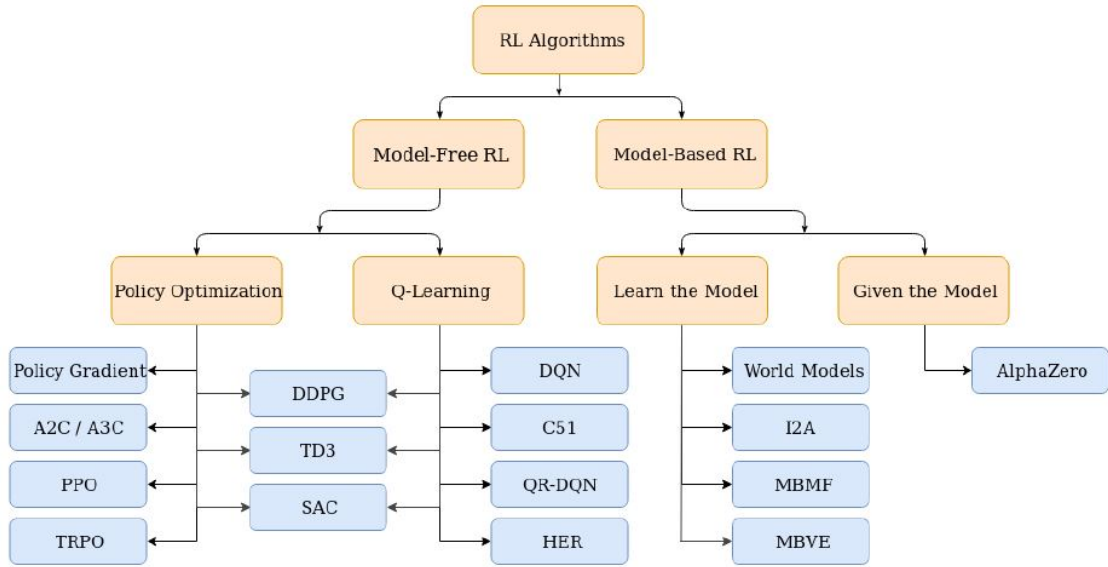 RL Algorithms
Model-Free RL
Model-Based RL
Policy Optimization
Q-Learning
Learn the Model
Given the Model
Policy Gradient
DDPG
DQN
World Models
AlphaZero
A2C / A3C
TD3
C51
I2A
PPO
SAC
QR-DQN
MBMF
TRPO
HER
MBVE